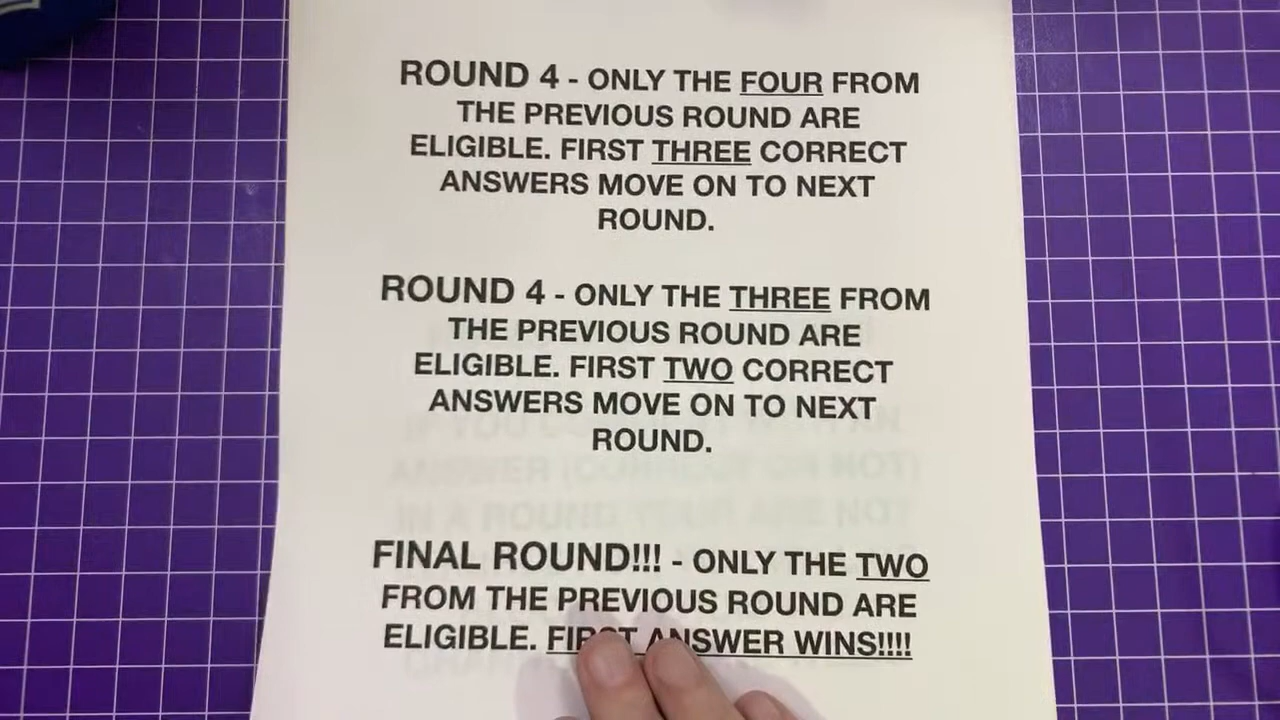 ROUND 4 - ONLY THE FOUR FROM
THE PREVIOUS ROUND ARE
ELIGIBLE. FIRST THREE CORRECT
ANSWERS MOVE ON TO NEXT
ROUND.
ROUND 4 - ONLY THE THREE FROM
THE PREVIOUS ROUND ARE
ELIGIBLE. FIRST TWO CORRECT
ANSWERS MOVE ON TO NEXT
ROUND.
FINAL ROUND!!! - ONLY THE TWO
FROM THE PREVIOUS ROUND ARE
ELIGIBLE. FIRST ANSWER WINS!!!!